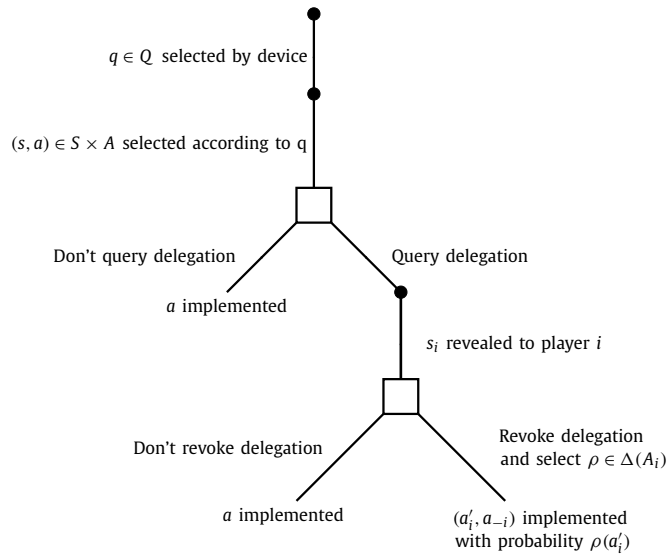 q ∈ Q selected by device
(s, a) ∈ S × A selected according to q
Don't query delegation
Query delegation
a implemented
s_i revealed to player i
Don't revoke delegation
Revoke delegation
and select ρ ∈ Δ(A_i)
a implemented
(a′_i, a_{−i}) implemented
with probability ρ(a′_i)